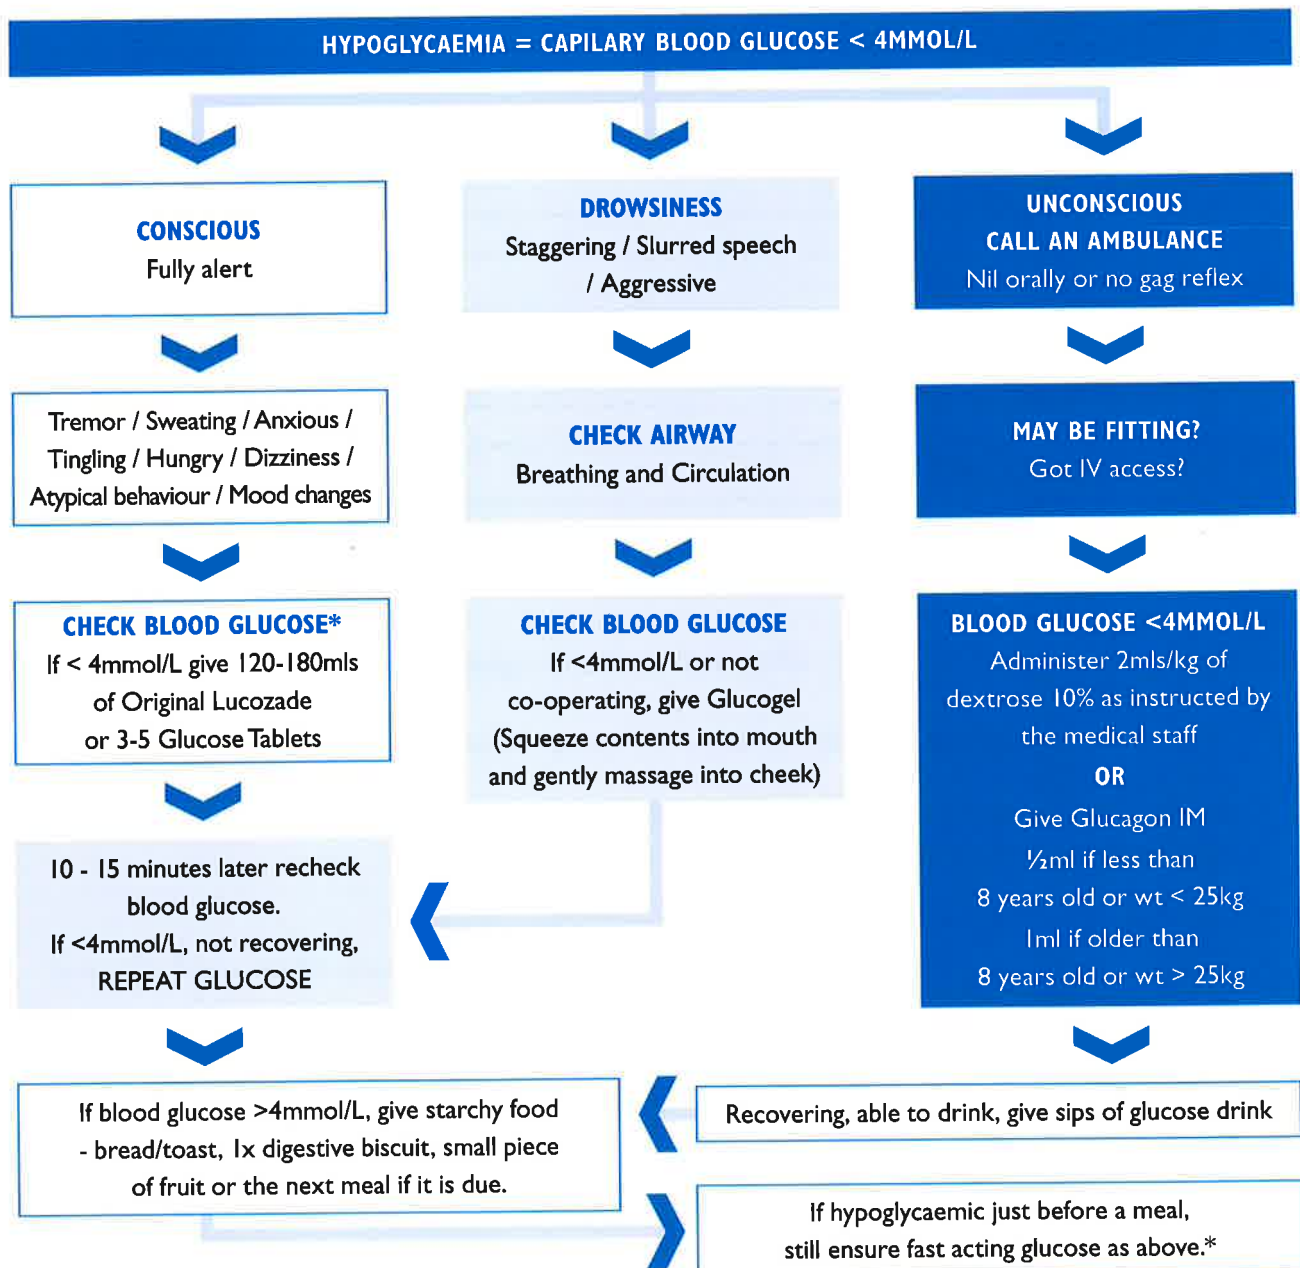 HYPOGLYCAEMIA = CAPILARY BLOOD GLUCOSE < 4MMOL/L
CONSCIOUS
Fully alert
Tremor / Sweating / Anxious /
Tingling / Hungry / Dizziness /
Atypical behaviour / Mood changes
CHECK BLOOD GLUCOSE*
If < 4mmol/L give 120-180mls
of Original Lucozade
or 3-5 Glucose Tablets
10 - 15 minutes later recheck
blood glucose.
If <4mmol/L, not recovering,
REPEAT GLUCOSE
DROWSINESS
Staggering / Slurred speech
/ Aggressive
CHECK AIRWAY
Breathing and Circulation
CHECK BLOOD GLUCOSE
If <4mmol/L or not
co-operating, give Glucogel
(Squeeze contents into mouth
and gently massage into cheek)
UNCONSCIOUS
CALL AN AMBULANCE
Nil orally or no gag reflex
MAY BE FITTING?
Got IV access?
BLOOD GLUCOSE <4MMOL/L
Administer 2mls/kg of
dextrose 10% as instructed by
the medical staff
OR
Give Glucagon IM
½ml if less than
8 years old or wt < 25kg
1ml if older than
8 years old or wt > 25kg
If blood glucose >4mmol/L, give starchy food
- bread/toast, 1x digestive biscuit, small piece
of fruit or the next meal if it is due.
Recovering, able to drink, give sips of glucose drink
If hypoglycaemic just before a meal,
still ensure fast acting glucose as above.*